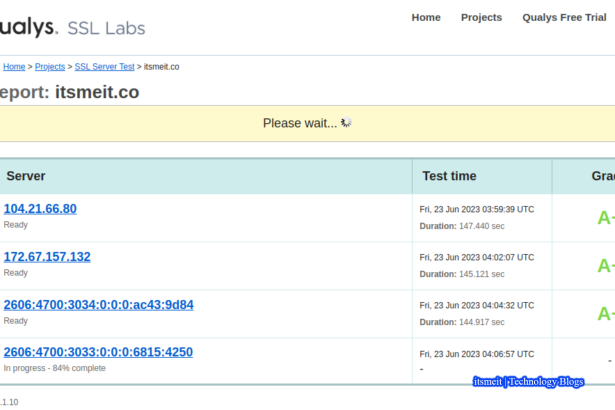 Home Projects Qualys Free Trial
ualys. SSL Labs
Home > Projects > SSL Server Test > itsmeit.co
eport: itsmeit.co
Please wait...
Server Test time Grad
104.21.66.80
Ready
Fri, 23 Jun 2023 03:59:39 UTC
Duration: 147.440 sec
A-
172.67.157.132
Ready
Fri, 23 Jun 2023 04:02:07 UTC
Duration: 145.121 sec
A-
2606:4700:3034:0:0:0:ac43:9d84
Ready
Fri, 23 Jun 2023 04:04:32 UTC
Duration: 144.917 sec
A-
2606:4700:3033:0:0:0:6815:4250
In progress - 84% complete
Fri, 23 Jun 2023 04:06:57 UTC
-
-
itsmeit | Technology Blogs
.1.10